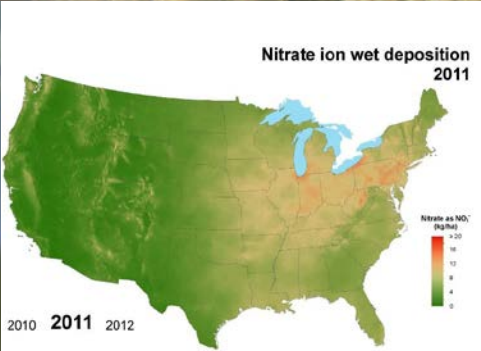 Nitrate ion wet deposition
2011
Nitrate as NO₃⁻
(kg/ha)
≥ 20
16
12
8
4
0
2010 2011 2012